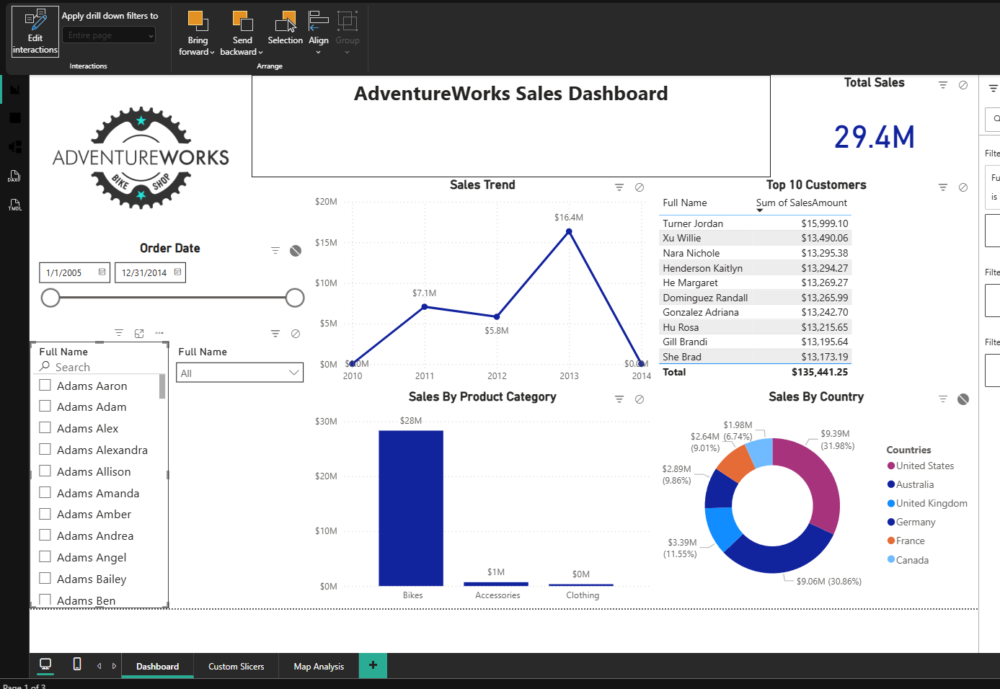 Edit
interactions
Apply drill down filters to
Entire page
Interactions
Bring
forward
Send
backward
Selection
Align
Group
Arrange
AdventureWorks Sales Dashboard
Total Sales
29.4M
ADVENTUREWORKS
BIKE SHOP
Order Date
1/1/2005
12/31/2014
Full Name
Search
Adams Aaron
Adams Adam
Adams Alex
Adams Alexandra
Adams Allison
Adams Amanda
Adams Amber
Adams Andrea
Adams Angel
Adams Bailey
Adams Ben
Full Name
All
Sales Trend
$20M
$15M
$10M
$5M
$0M
$16.4M
$7.1M
$5.8M
$0.0M
2010
2011
2012
2013
2014
Top 10 Customers
Full Name Sum of SalesAmount
Turner Jordan $15,999.10
Xu Willie $13,490.06
Nara Nichole $13,295.38
Henderson Kaitlyn $13,294.27
He Margaret $13,269.27
Dominguez Randall $13,265.99
Gonzalez Adriana $13,242.70
Hu Rosa $13,215.65
Gill Brandi $13,195.64
She Brad $13,173.19
Total $135,441.25
Sales By Product Category
$30M
$20M
$10M
$0M
$28M
$1M
$0M
Bikes
Accessories
Clothing
Sales By Country
$1.98M
(6.74%)
$2.64M
(9.01%)
$2.89M
(9.86%)
$3.39M
(11.55%)
$9.39M
(31.98%)
$9.06M (30.86%)
Countries
United States
Australia
United Kingdom
Germany
France
Canada
Filte
Fu
is
Filte
Filte
DAX
TMDL
Dashboard
Custom Slicers
Map Analysis
Page 1 of 3